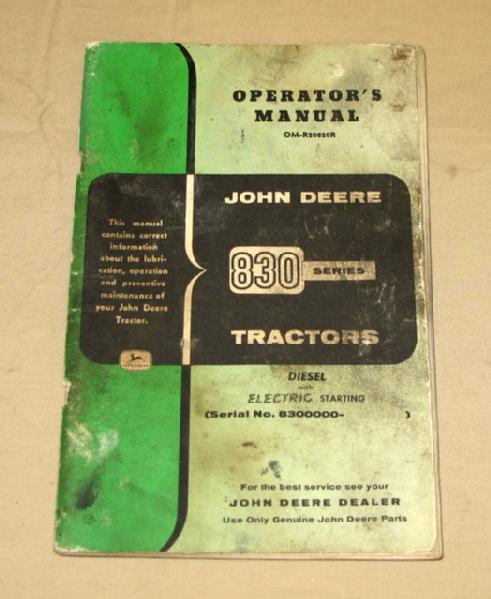 OPERATOR'S
MANUAL
OM-R20820R
JOHN DEERE
830 SERIES
TRACTORS
This manual
contains correct
information
about the lubri-
cation, operation
and preventive
maintenance of
your John Deere
Tractor.
DIESEL
with
ELECTRIC STARTING
(Serial No. 8300000- )
For the best service see your
JOHN DEERE DEALER
Use Only Genuine John Deere Parts